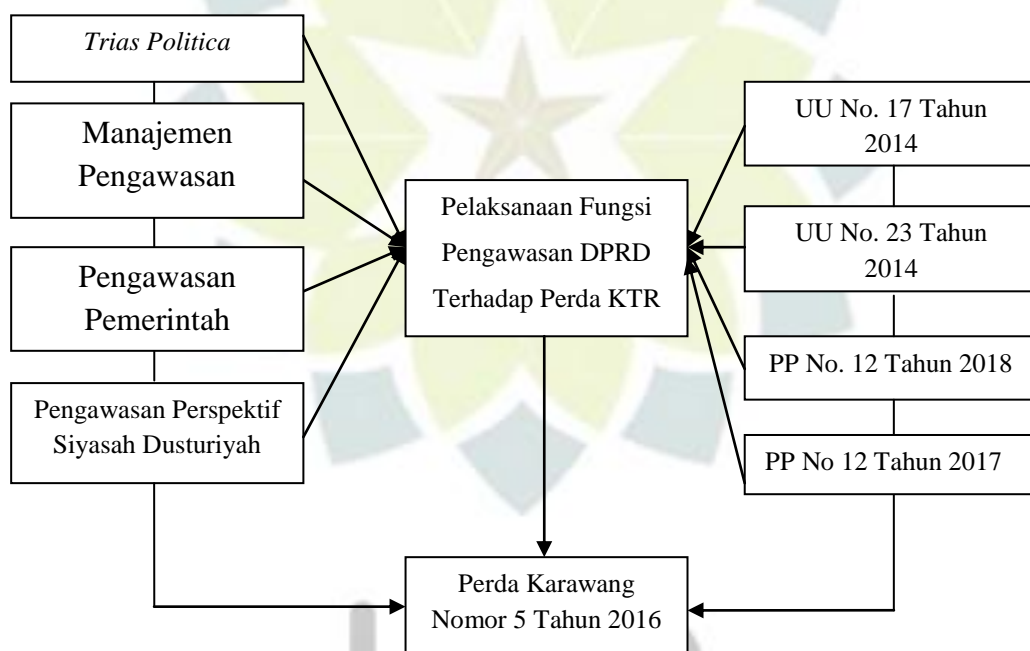 Trias Politica
Manajemen
Pengawasan
Pengawasan
Pemerintah
Pengawasan Perspektif
Siyasah Dusturiyah
Pelaksanaan Fungsi
Pengawasan DPRD
Terhadap Perda KTR
UU No. 17 Tahun
2014
UU No. 23 Tahun
2014
PP No. 12 Tahun 2018
PP No 12 Tahun 2017
Perda Karawang
Nomor 5 Tahun 2016